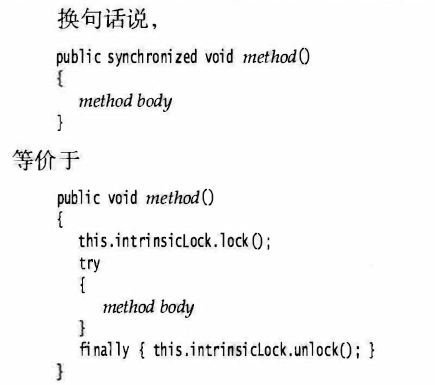 换句话说，
public synchronized void method()
{
method body
}
等价于
public void method()
{
this.intrinsicLock.lock();
try
{
method body
}
finally { this.intrinsicLock.unlock(); }
}